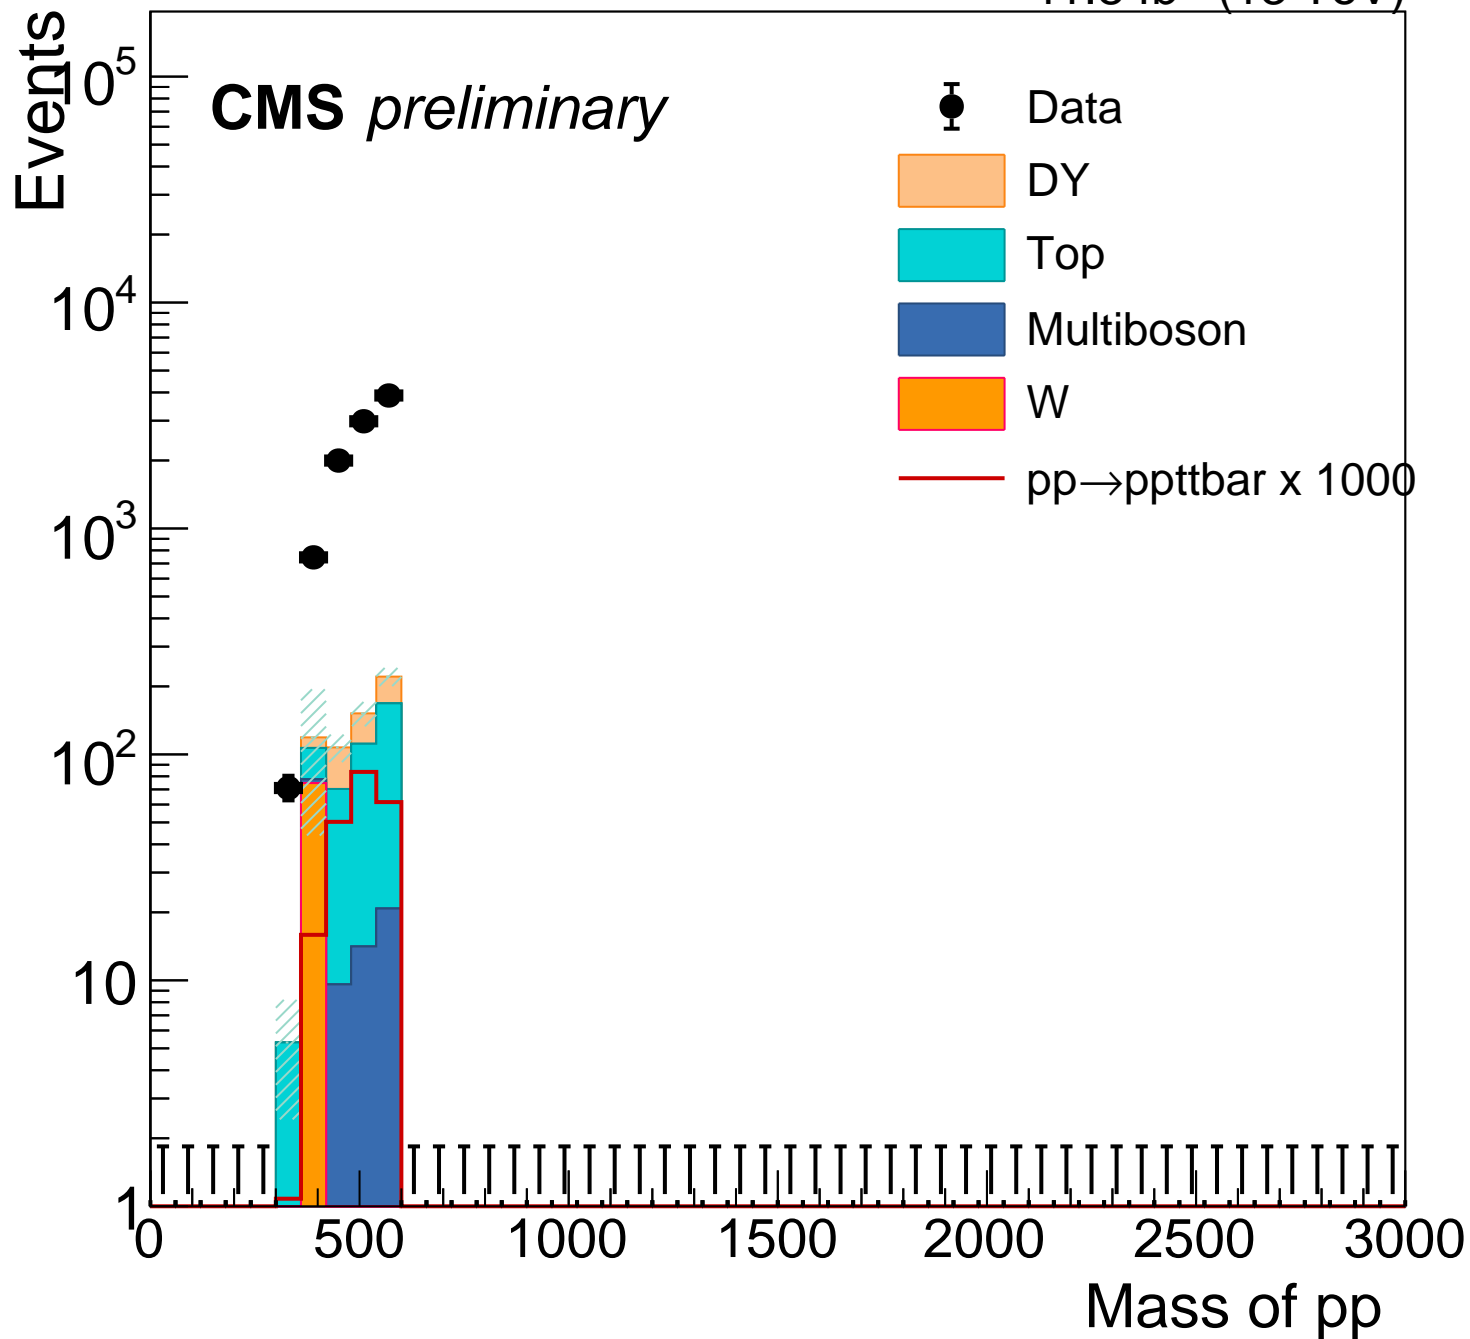 Events
CMS preliminary
Data
DY
Top
Multiboson
W
pp→ppttbar x 1000
10⁵
10⁴
10³
10²
10
1
0 500 1000 1500 2000 2500 3000
Mass of pp